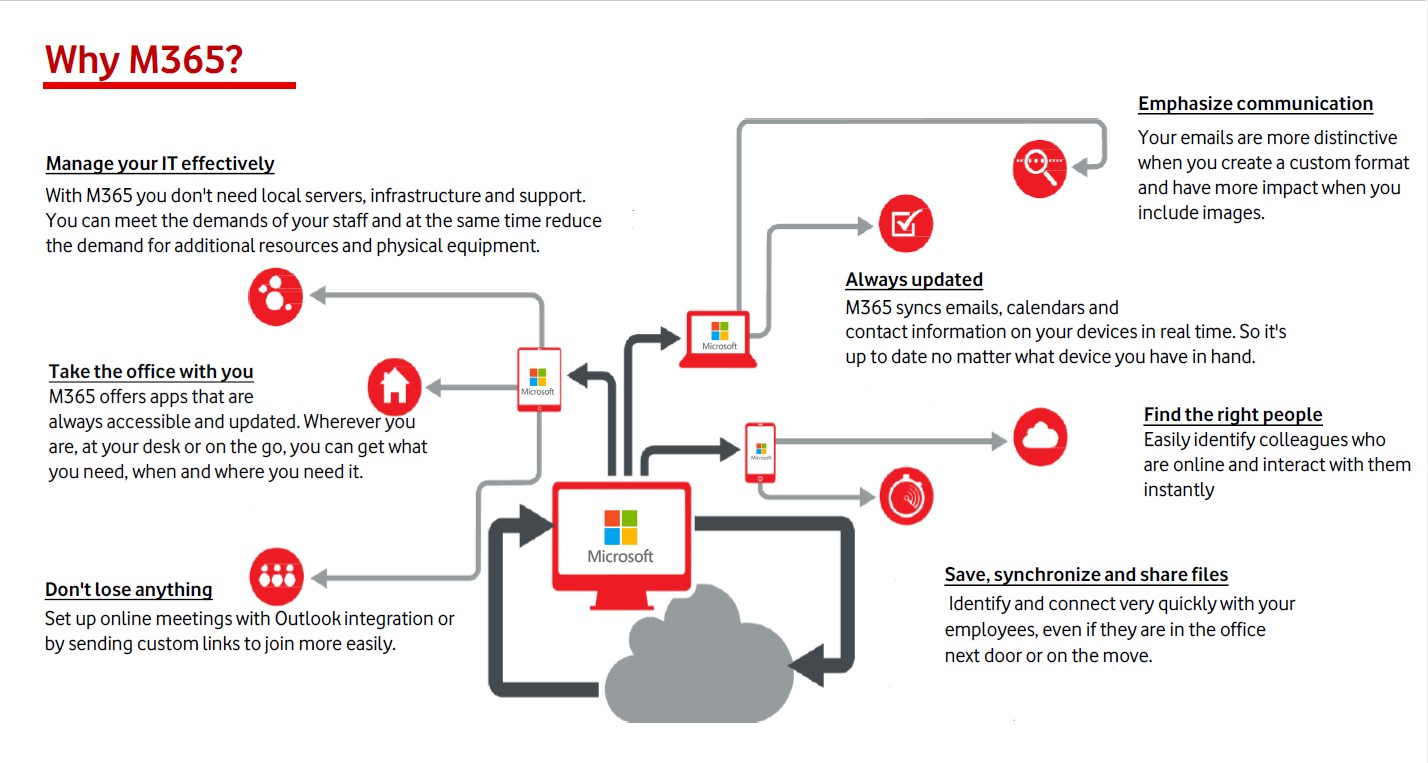 Why M365?
Manage your IT effectively
With M365 you don't need local servers, infrastructure and support.
You can meet the demands of your staff and at the same time reduce
the demand for additional resources and physical equipment.
Take the office with you
M365 offers apps that are
always accessible and updated. Wherever you
are, at your desk or on the go, you can get what
you need, when and where you need it.
Don't lose anything
Set up online meetings with Outlook integration or
by sending custom links to join more easily.
Microsoft
Microsoft
Microsoft
Microsoft
Emphasize communication
Your emails are more distinctive
when you create a custom format
and have more impact when you
include images.
Always updated
M365 syncs emails, calendars and
contact information on your devices in real time. So it's
up to date no matter what device you have in hand.
Find the right people
Easily identify colleagues who
are online and interact with them
instantly
Save, synchronize and share files
Identify and connect very quickly with your
employees, even if they are in the office
next door or on the move.